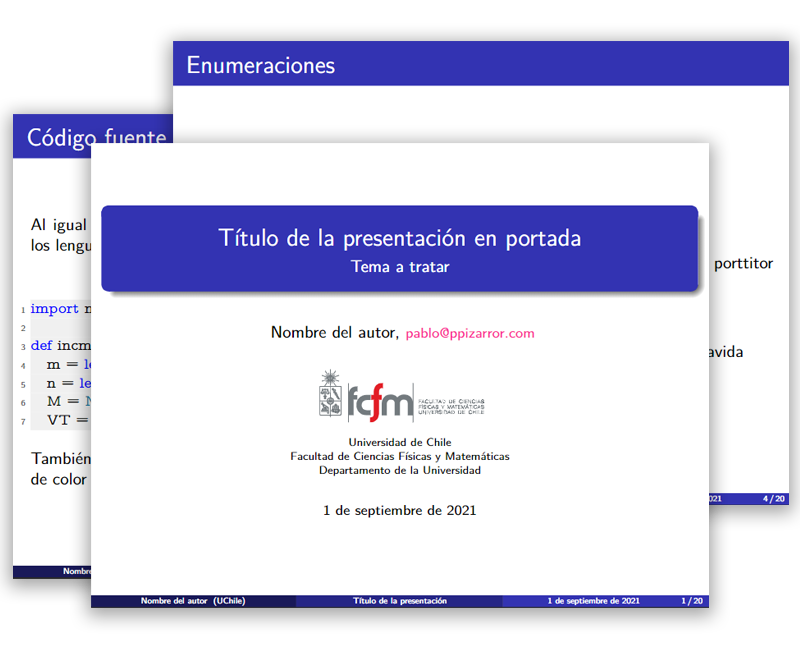 Enumeraciones
porttitor
avida
021 4/20
Código fuente
Al igual
los lengu
1 import n
2
3 def incm
4 m = le
5 n = le
6 M = N
7 VT =
También
de color
Nombre
Título de la presentación en portada
Tema a tratar
Nombre del autor, pablo@ppizarror.com
fcfm
FACULTAD DE CIENCIAS
FÍSICAS Y MATEMÁTICAS
UNIVERSIDAD DE CHILE
Universidad de Chile
Facultad de Ciencias Físicas y Matemáticas
Departamento de la Universidad
1 de septiembre de 2021
Nombre del autor (UChile) Título de la presentación 1 de septiembre de 2021 1/20